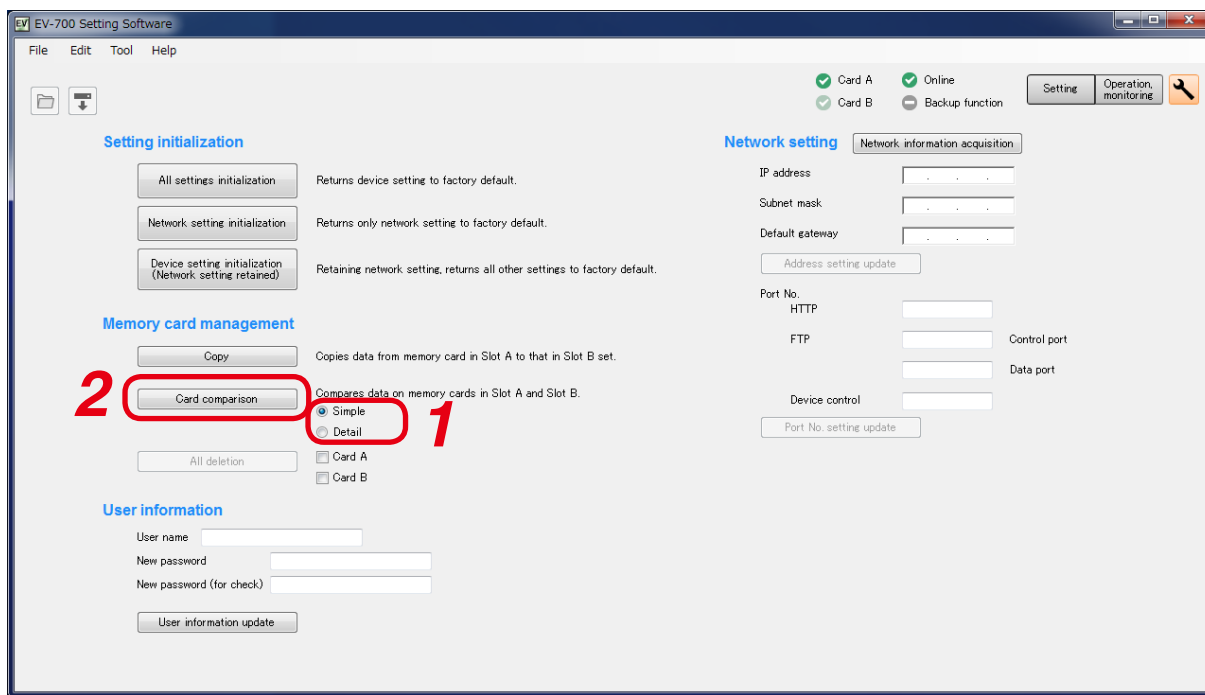 EV EV-700 Setting Software
File Edit Tool Help
Card A Online
Card B Backup function
Setting
Operation,
monitoring
Setting initialization
All settings initialization Returns device setting to factory default.
Network setting initialization Returns only network setting to factory default.
Device setting initialization
(Network setting retained)
Retaining network setting, returns all other settings to factory default.
Memory card management
Copy Copies data from memory card in Slot A to that in Slot B set.
2 Card comparison Compares data on memory cards in Slot A and Slot B.
Simple
Detail
1
All deletion Card A
Card B
User information
User name
New password
New password (for check)
User information update
Network setting Network information acquisition
IP address . . .
Subnet mask . . .
Default gateway . . .
Address setting update
Port No.
HTTP
FTP Control port
Data port
Device control
Port No. setting update